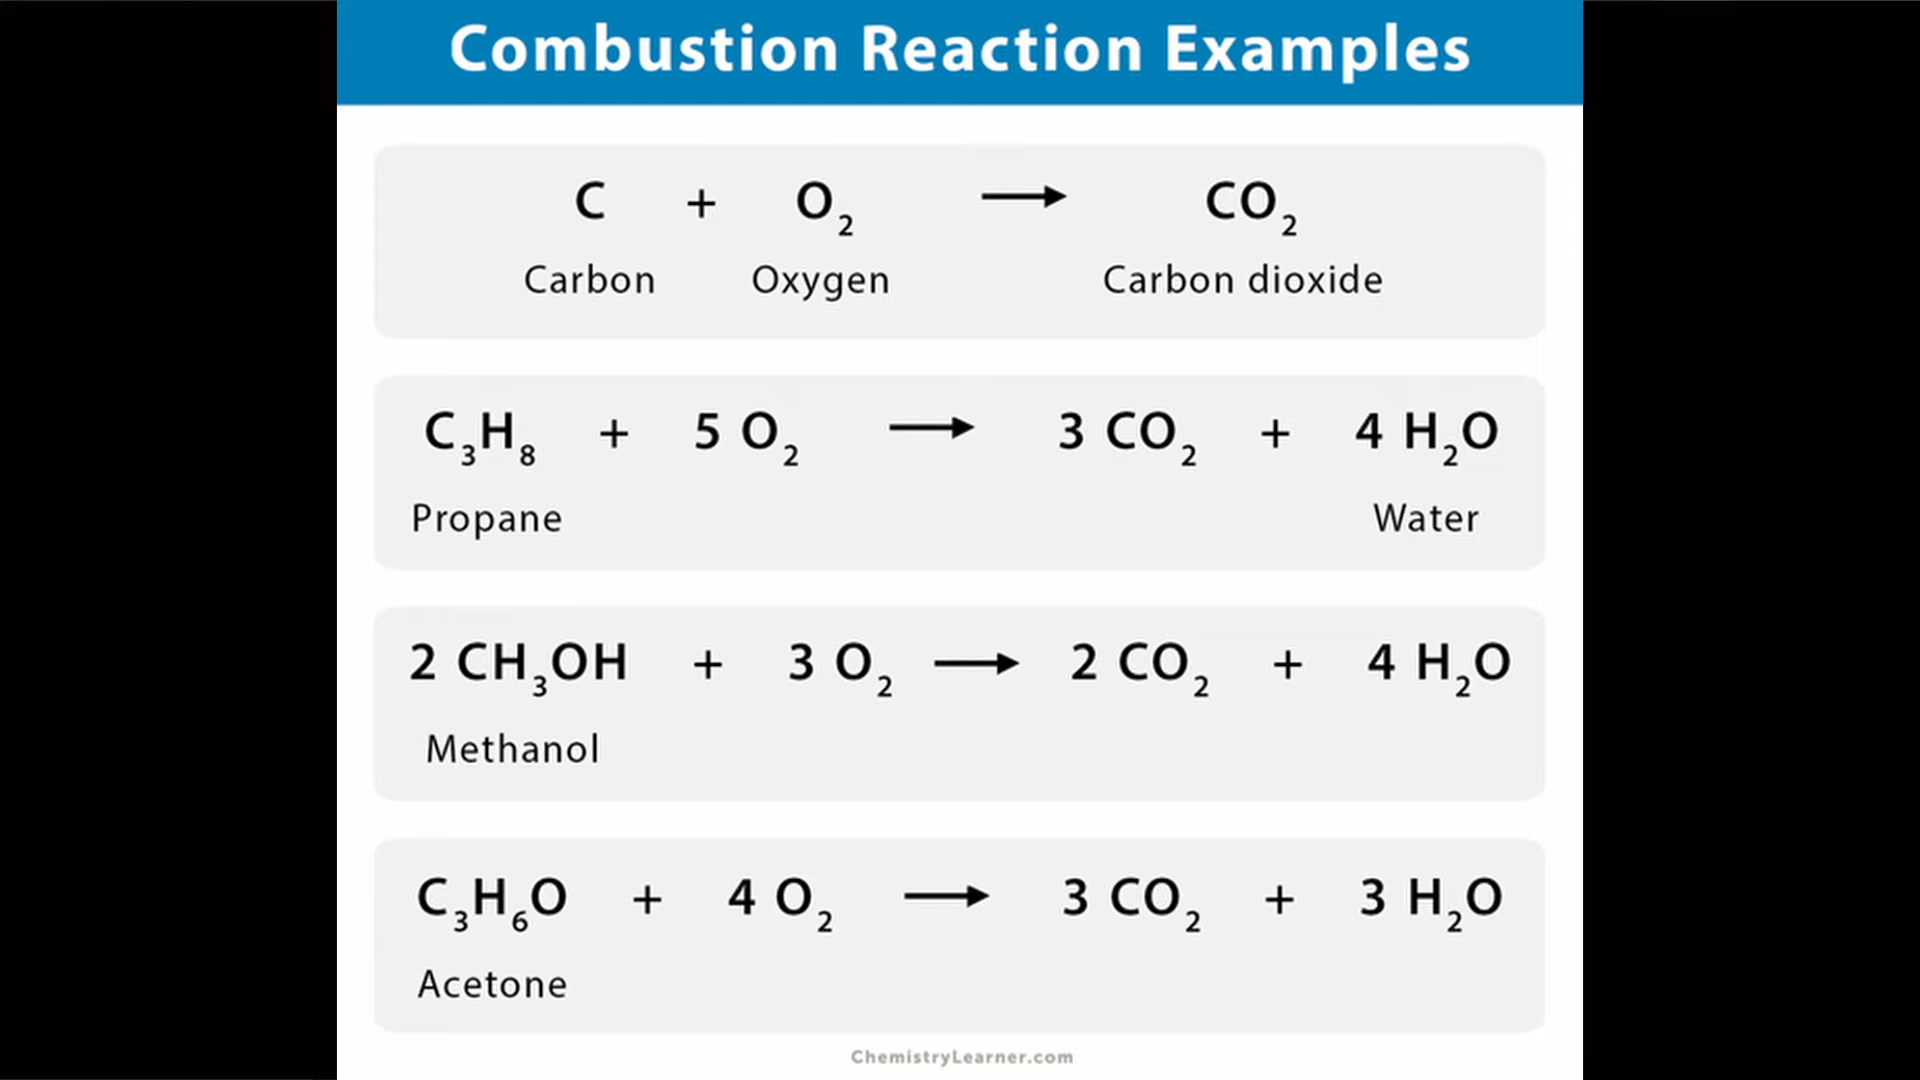 Combustion Reaction Examples
C + O₂ → CO₂
Carbon Oxygen Carbon dioxide
C₃H₈ + 5 O₂ → 3 CO₂ + 4 H₂O
Propane Water
2 CH₃OH + 3 O₂ → 2 CO₂ + 4 H₂O
Methanol
C₃H₆O + 4 O₂ → 3 CO₂ + 3 H₂O
Acetone
ChemistryLearner.com